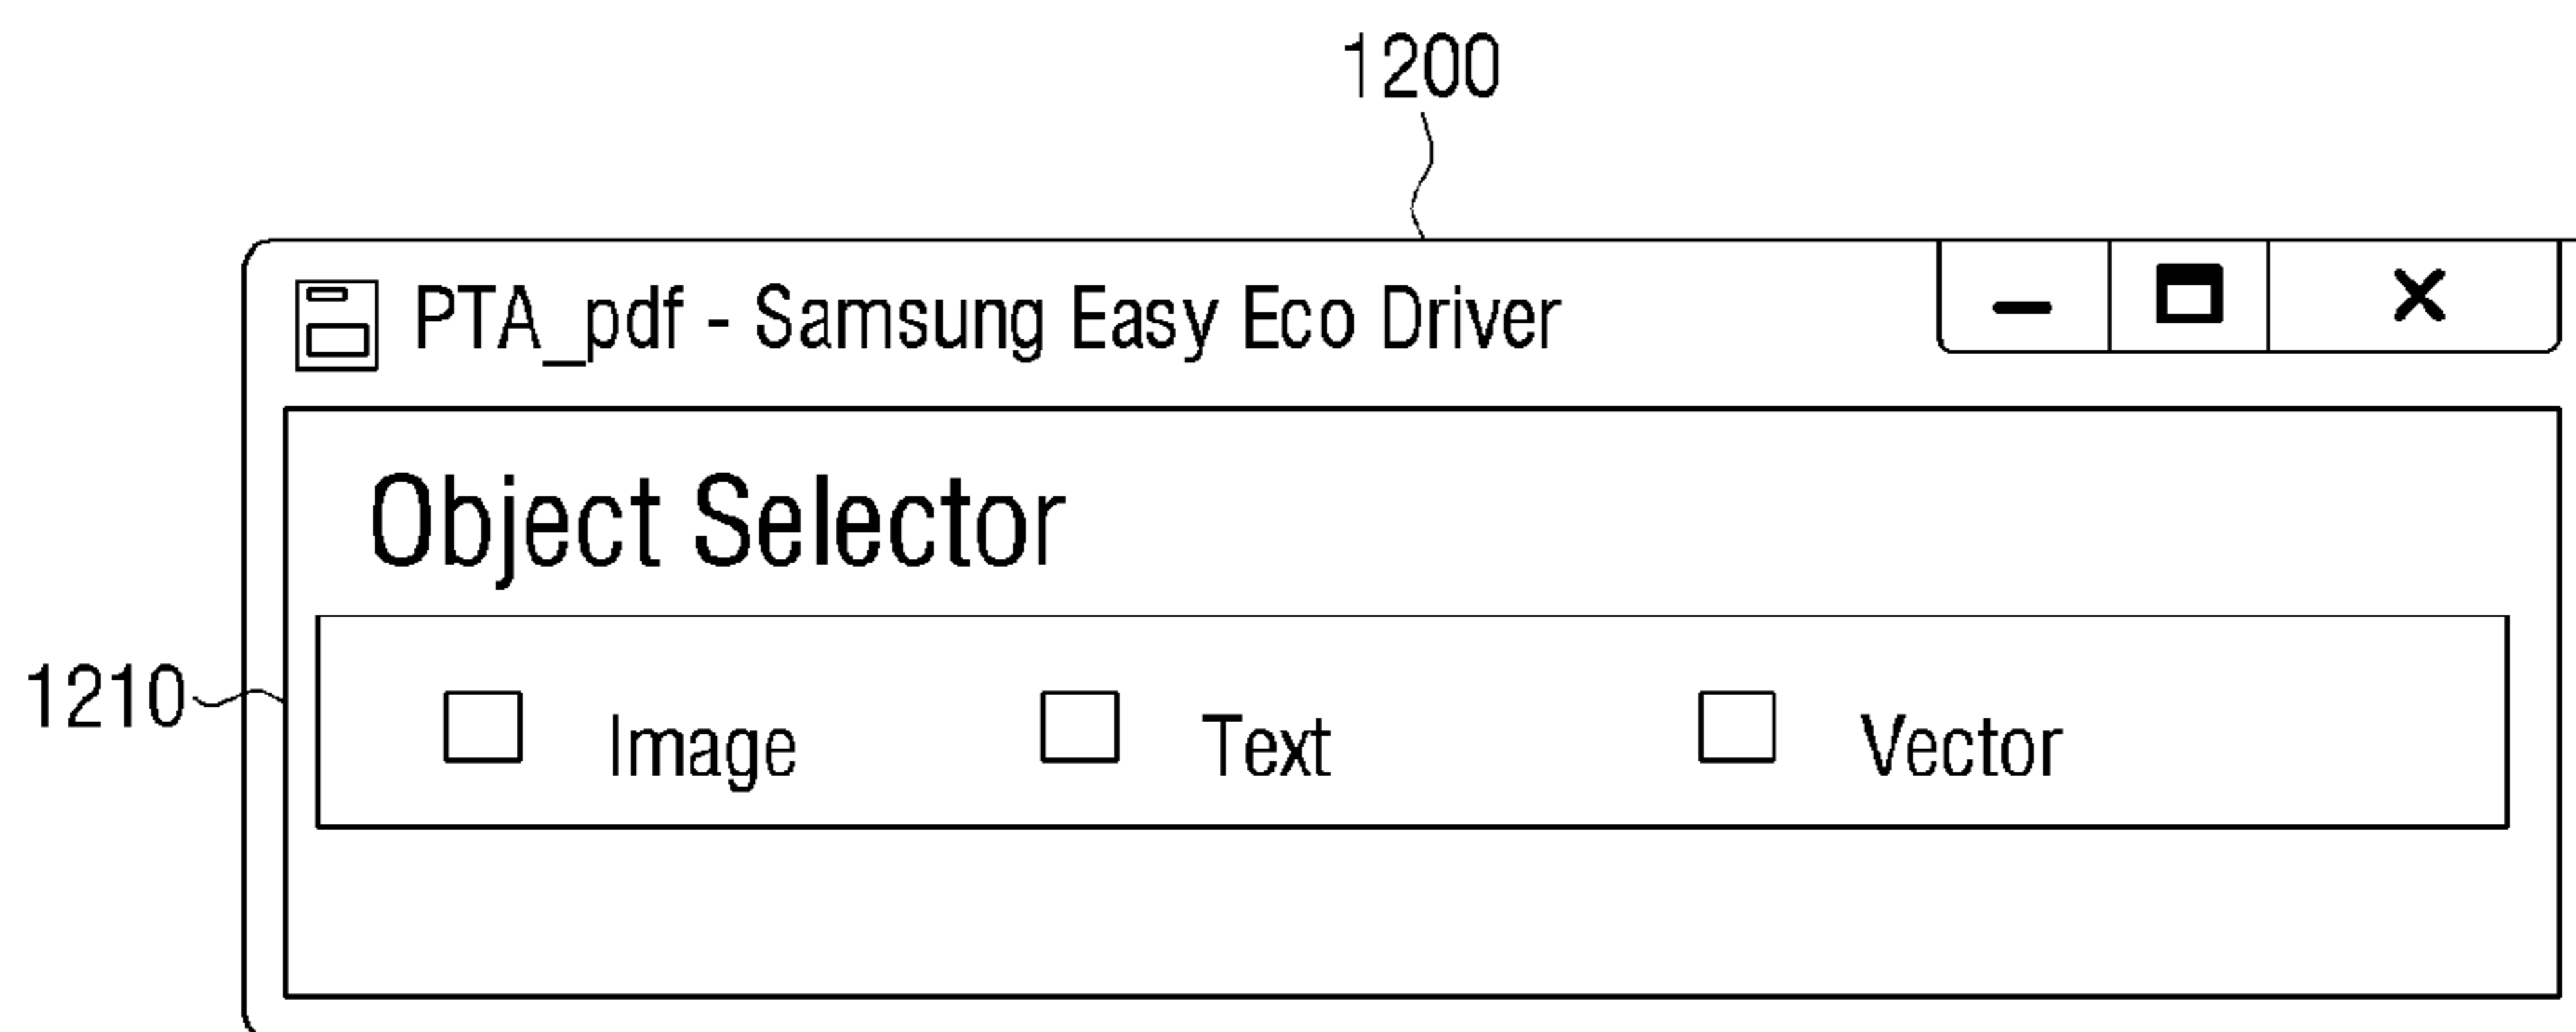 1200
PTA_pdf - Samsung Easy Eco Driver
Object Selector
1210
Image Text Vector